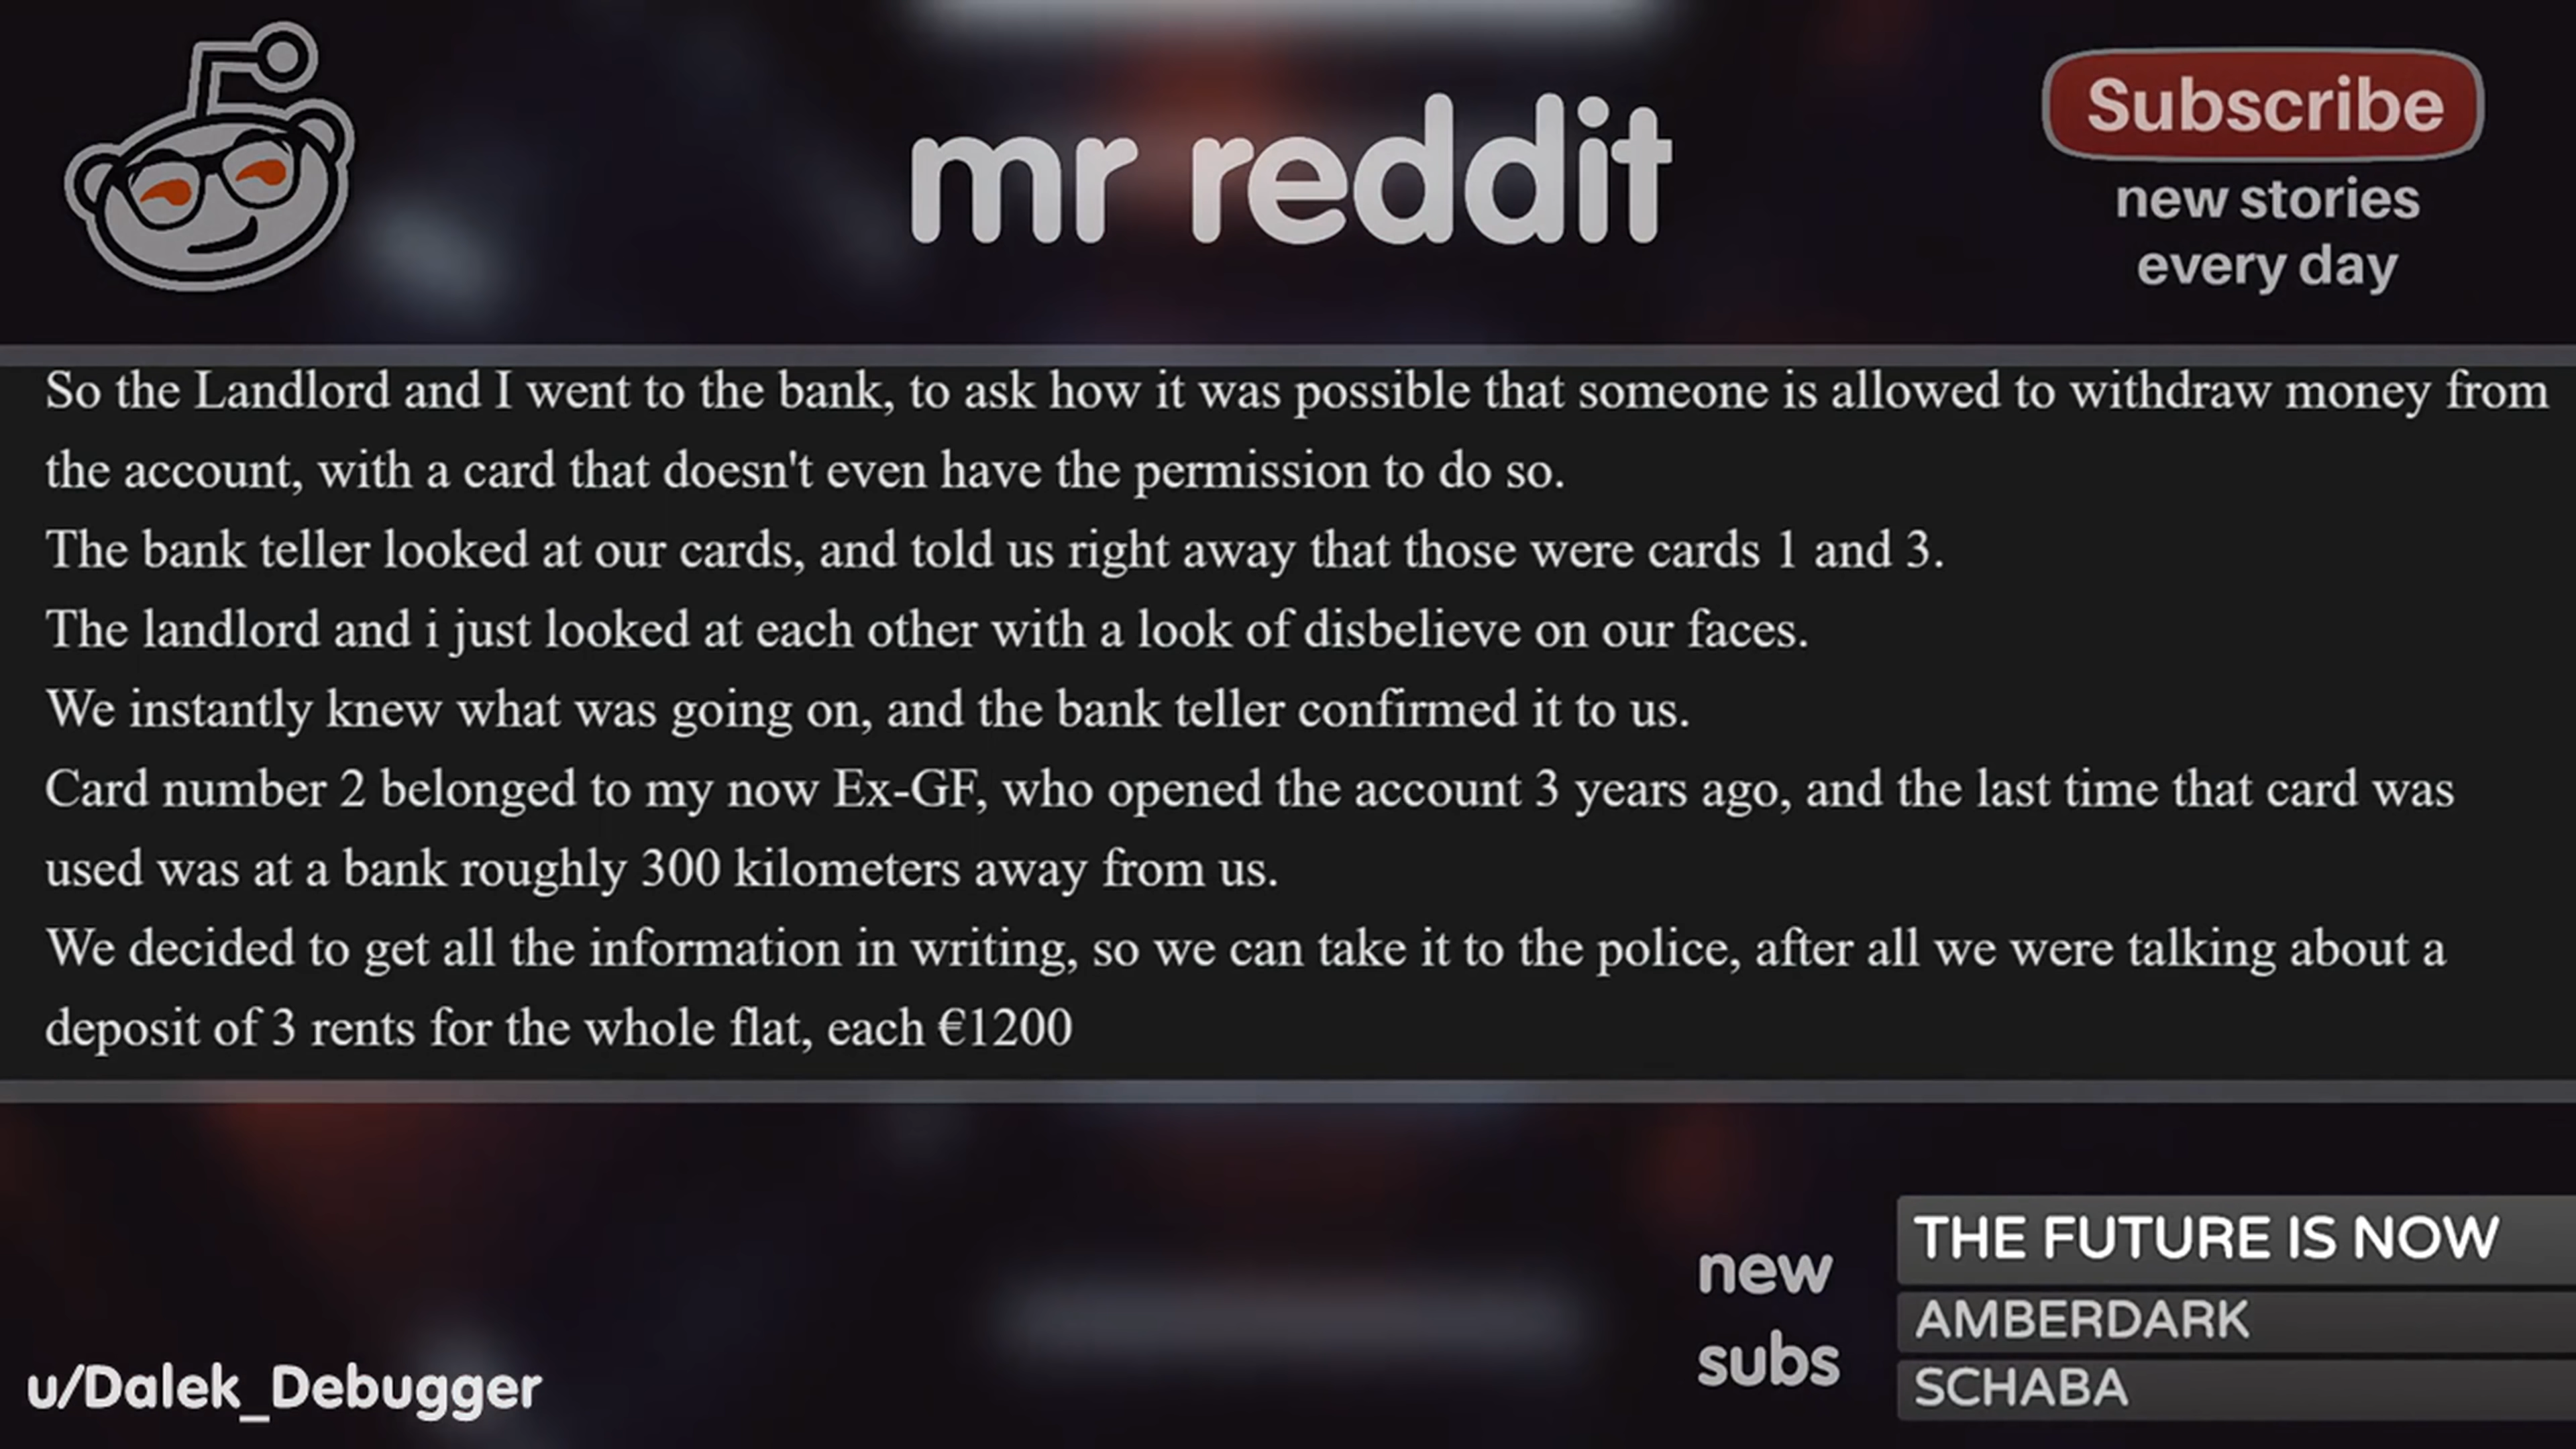 mr reddit
Subscribe
new stories
every day
So the Landlord and I went to the bank, to ask how it was possible that someone is allowed to withdraw money from
the account, with a card that doesn't even have the permission to do so.
The bank teller looked at our cards, and told us right away that those were cards 1 and 3.
The landlord and i just looked at each other with a look of disbelieve on our faces.
We instantly knew what was going on, and the bank teller confirmed it to us.
Card number 2 belonged to my now Ex-GF, who opened the account 3 years ago, and the last time that card was
used was at a bank roughly 300 kilometers away from us.
We decided to get all the information in writing, so we can take it to the police, after all we were talking about a
deposit of 3 rents for the whole flat, each €1200
u/Dalek_Debugger
new
subs
THE FUTURE IS NOW
AMBERDARK
SCHABA